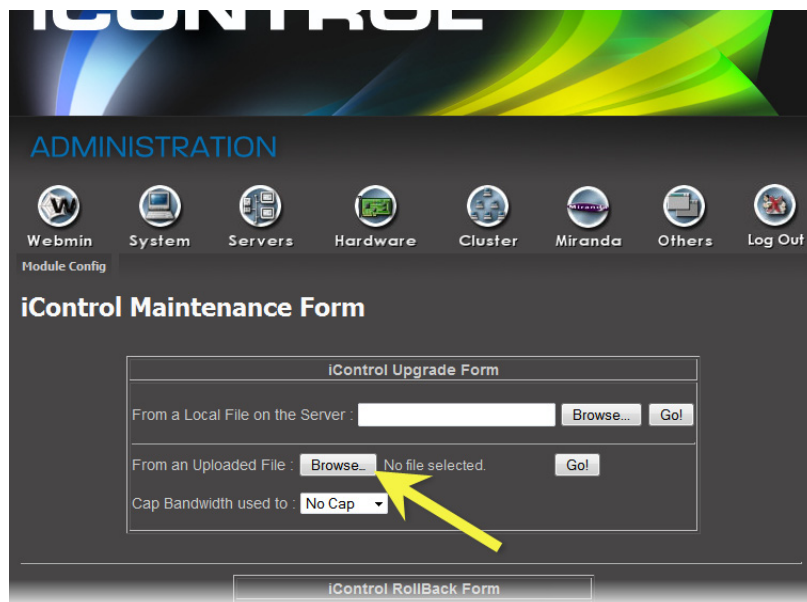 iCONTROL
ADMINISTRATION
Webmin System Servers Hardware Cluster Miranda Others Log Out
Module Config
iControl Maintenance Form
iControl Upgrade Form
From a Local File on the Server : Browse... Go!
From an Uploaded File : Browse... No file selected. Go!
Cap Bandwidth used to : No Cap
iControl RollBack Form